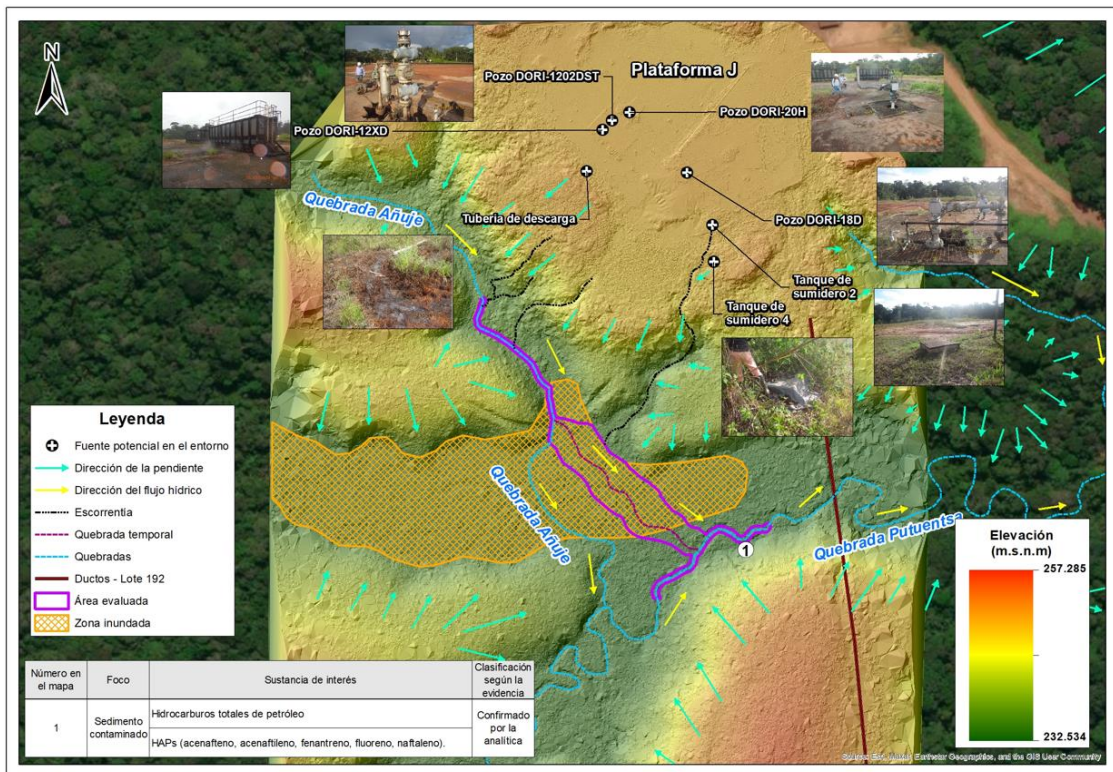 N
Plataforma J
Pozo DORI-1202DST
Pozo DORI-20H
Pozo DORI-12XD
Quebrada Añuje
Tubería de descarga
Pozo DORI-18D
Tanque de
sumidero 2
Tanque de
sumidero 4
Quebrada Añuje
Quebrada Putuentsa
1
Leyenda
Fuente potencial en el entorno
Dirección de la pendiente
Dirección del flujo hídrico
Escorrentia
Quebrada temporal
Quebradas
Ductos - Lote 192
Área evaluada
Zona inundada
Elevación
(m.s.n.m)
257.285
232.534
Número en
el mapa
Foco
Sustancia de interés
Clasificación
según la
evidencia
1
Sedimento
contaminado
Hidrocarburos totales de petróleo
HAPs (acenafteno, acenaftileno, fenantreno, fluoreno, naftaleno).
Confirmado
por la
analítica
Source: Esri, Maxar, Earthstar Geographics, and the GIS User Community